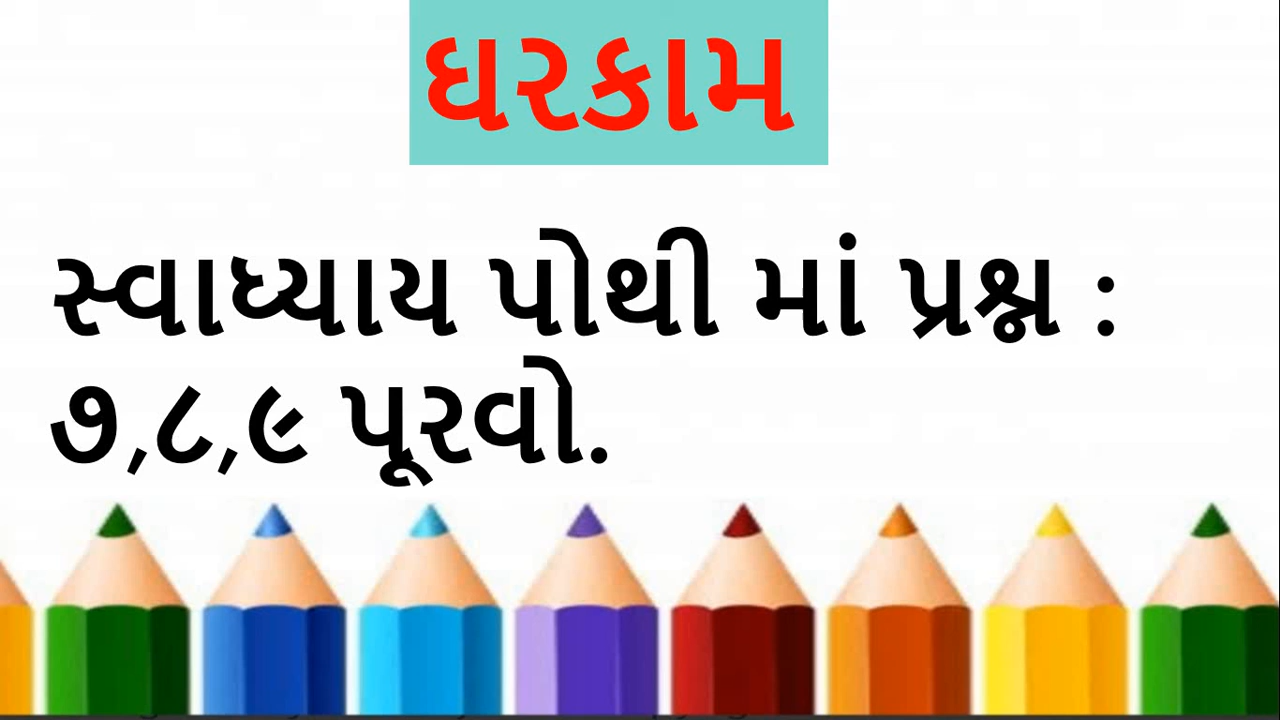 ઘરકામ
સ્વાધ્યાય પોથી માં પ્રશ્ન :
૭,૮,૯ પૂરવો.